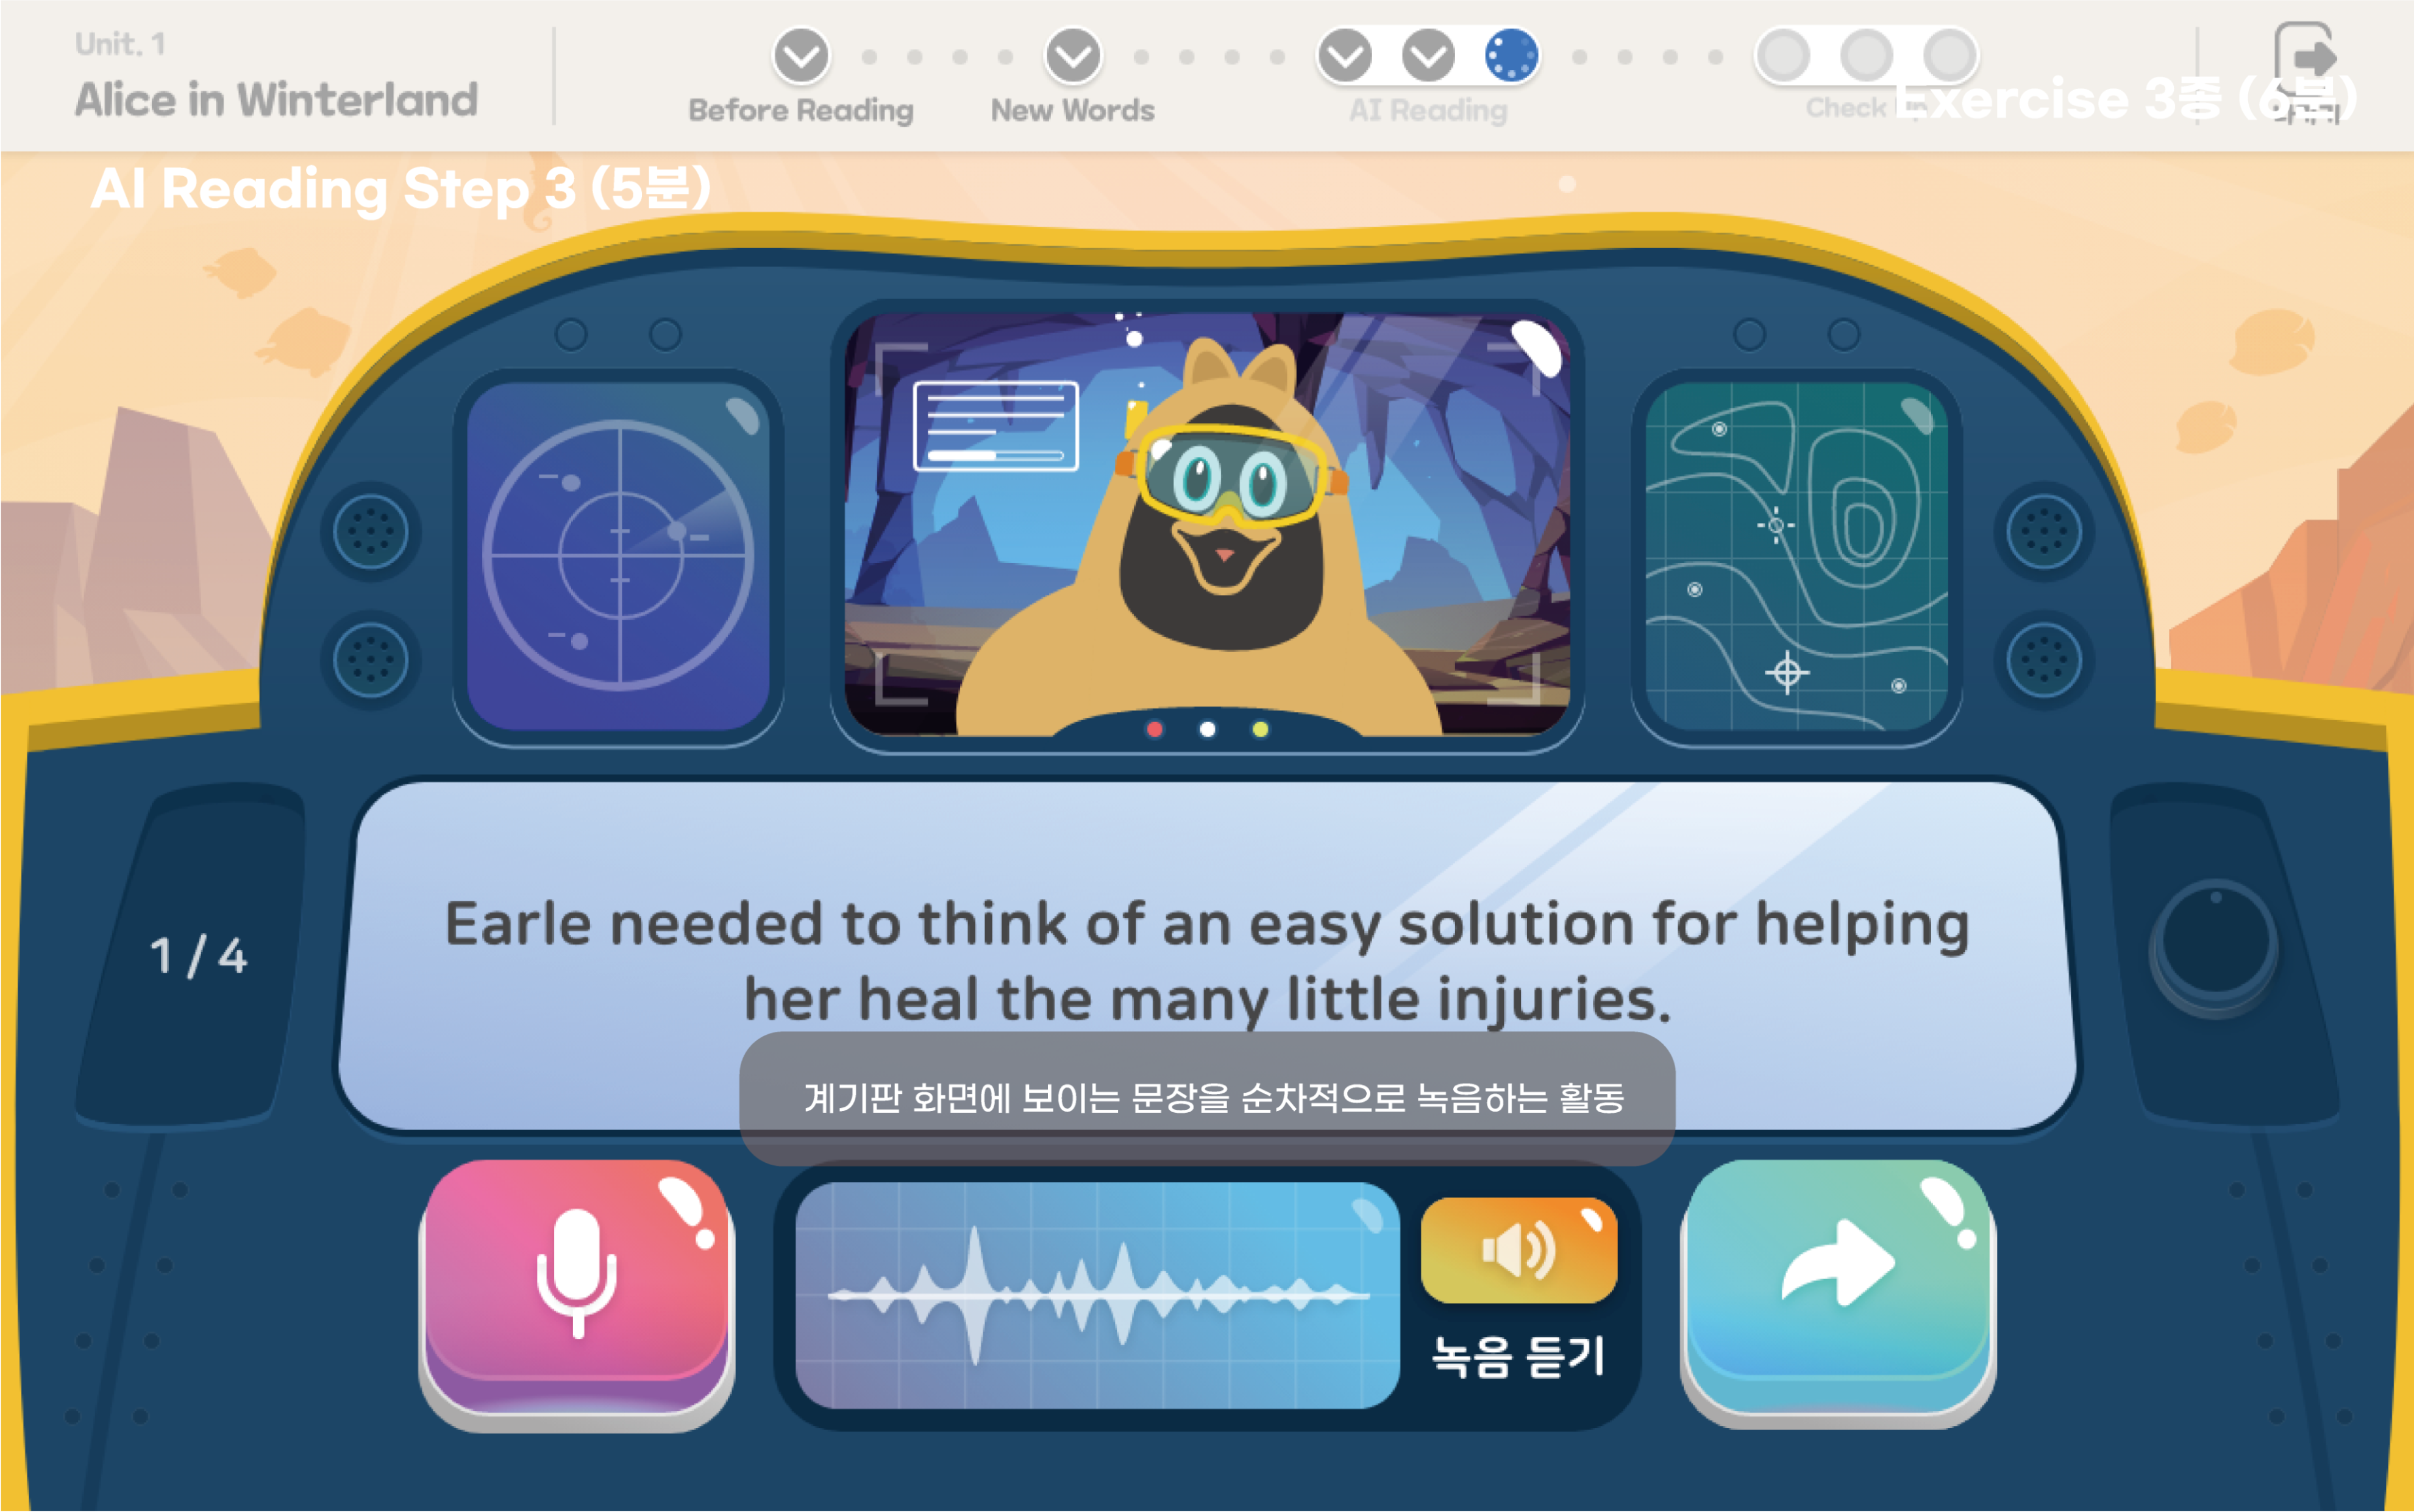 Unit. 1
Alice in Winterland
Before Reading
New Words
AI Reading
Check
Exercise 3종 (6분)
AI Reading Step 3 (5분)
1 / 4
Earle needed to think of an easy solution for helping
her heal the many little injuries.
계기판 화면에 보이는 문장을 순차적으로 녹음하는 활동
녹음 듣기